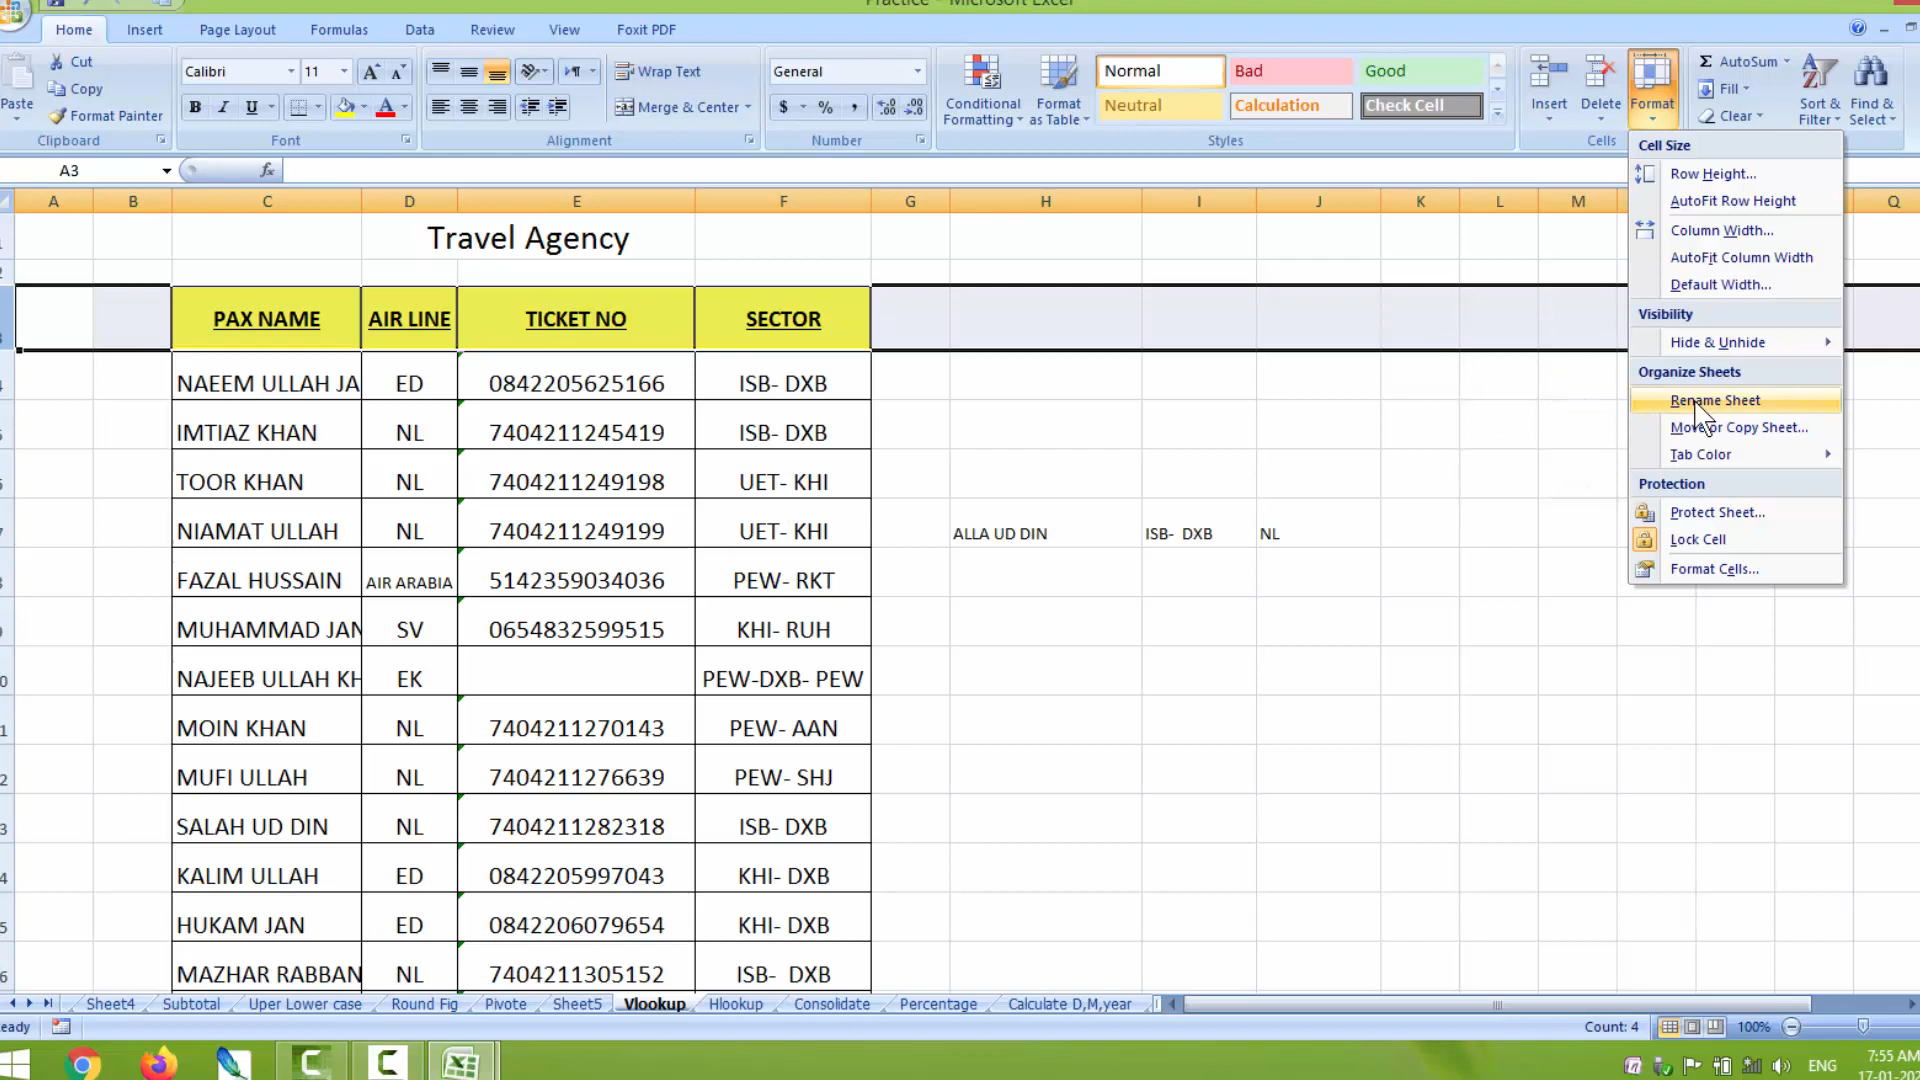 Practice - Microsoft Excel
Home Insert Page Layout Formulas Data Review View Foxit PDF
Paste Cut
Copy
Format Painter
Clipboard
Calibri 11
B I U
Font
Wrap Text
Merge & Center
Alignment
General
$ % ,
Number
Conditional Formatting
Format as Table
Normal Bad Good
Neutral Calculation Check Cell
Styles
Insert Delete Format
Cells
AutoSum
Fill
Clear
Sort & Filter
Find & Select
Cell Size
Row Height...
AutoFit Row Height
Column Width...
AutoFit Column Width
Default Width...
Visibility
Hide & Unhide
Organize Sheets
Rename Sheet
Move or Copy Sheet...
Tab Color
Protection
Protect Sheet...
Lock Cell
Format Cells...
A3 fx
A B C D E F G H I J K L M Q
Travel Agency
PAX NAME AIR LINE TICKET NO SECTOR
NAEEM ULLAH JA ED 0842205625166 ISB- DXB
IMTIAZ KHAN NL 7404211245419 ISB- DXB
TOOR KHAN NL 7404211249198 UET- KHI
NIAMAT ULLAH NL 7404211249199 UET- KHI ALLA UD DIN ISB- DXB NL
FAZAL HUSSAIN AIR ARABIA 5142359034036 PEW- RKT
MUHAMMAD JAN SV 0654832599515 KHI- RUH
NAJEEB ULLAH KH EK PEW-DXB- PEW
MOIN KHAN NL 7404211270143 PEW- AAN
MUFI ULLAH NL 7404211276639 PEW- SHJ
SALAH UD DIN NL 7404211282318 ISB- DXB
KALIM ULLAH ED 0842205997043 KHI- DXB
HUKAM JAN ED 0842206079654 KHI- DXB
MAZHAR RABBAN NL 7404211305152 ISB- DXB
Sheet4 Subtotal Uper Lower case Round Fig Pivote Sheet5 Vlookup Hlookup Consolidate Percentage Calculate D,M,year
eady Count: 4 100%
ENG 7:55 AM
17-01-202